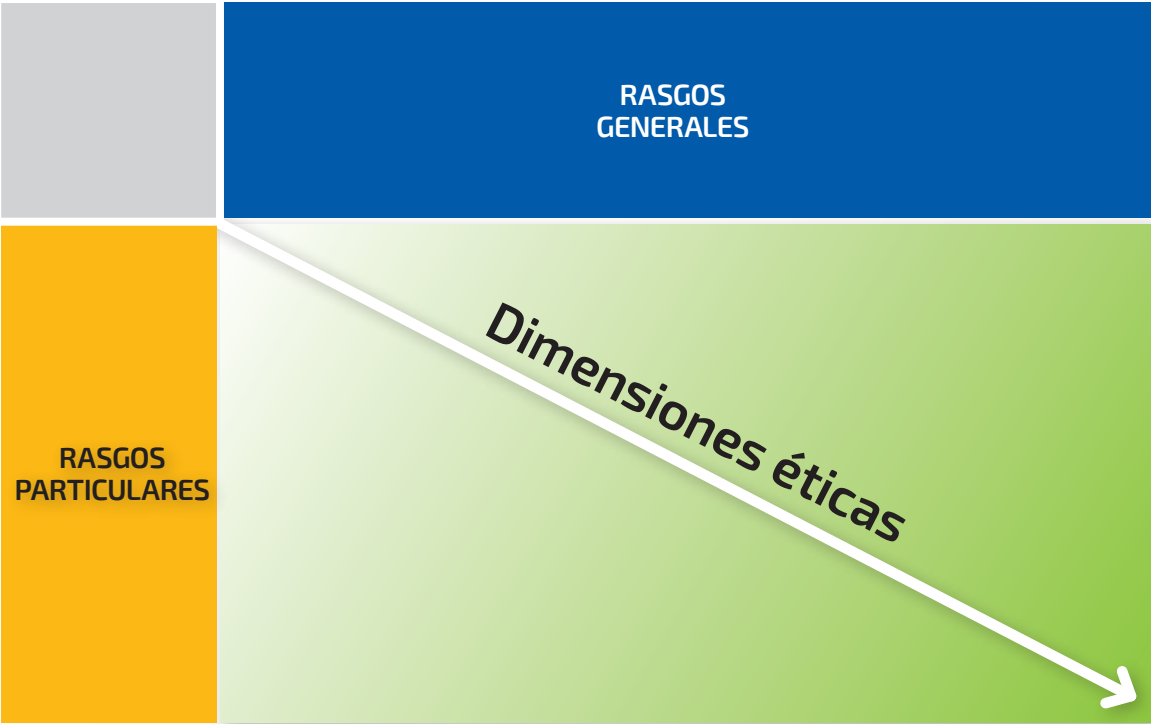 RASGOS
GENERALES
RASGOS
PARTICULARES
Dimensiones éticas